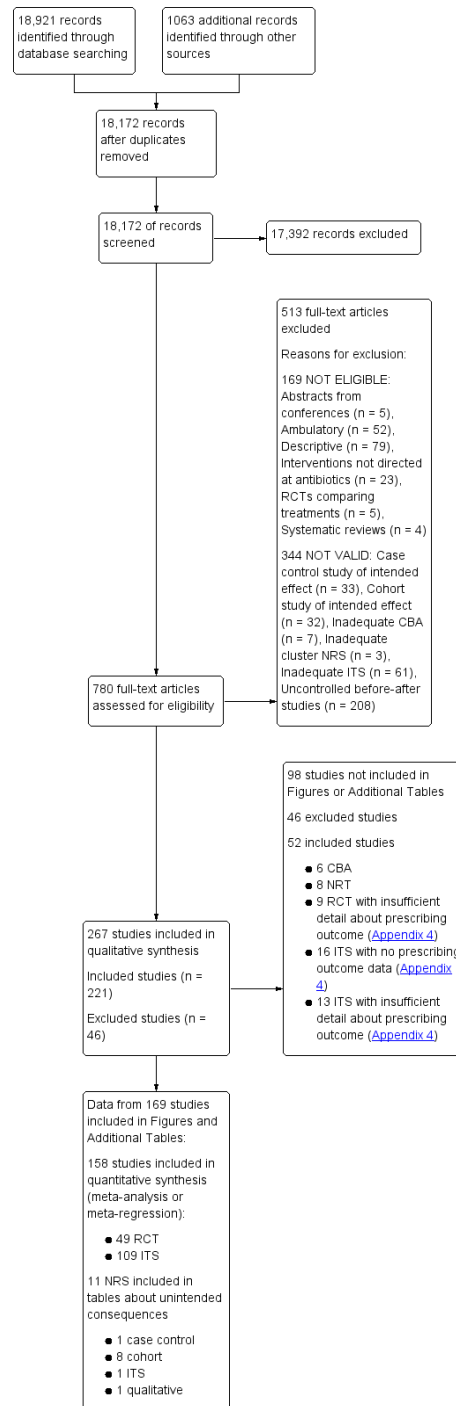 18,921 records
identified through
database searching
1063 additional records
identified through other
sources
18,172 records
after duplicates
removed
18,172 of records
screened
17,392 records excluded
513 full-text articles
excluded
Reasons for exclusion:
169 NOT ELIGIBLE:
Abstracts from
conferences (n = 5),
Ambulatory (n = 52),
Descriptive (n = 79),
Interventions not directed
at antibiotics (n = 23),
RCTs comparing
treatments (n = 5),
Systematic reviews (n = 4)
344 NOT VALID: Case
control study of intended
effect (n = 33), Cohort
study of intended effect
(n = 32), Inadequate CBA
(n = 7), Inadequate
cluster NRS (n = 3),
Inadequate ITS (n = 61),
Uncontrolled before-after
studies (n = 208)
780 full-text articles
assessed for eligibility
98 studies not included in
Figures or Additional Tables
46 excluded studies
52 included studies
● 6 CBA
● 8 NRT
● 9 RCT with insufficient
detail about prescribing
outcome (Appendix 4)
● 16 ITS with no prescribing
outcome data (Appendix
4)
● 13 ITS with insufficient
detail about prescribing
outcome (Appendix 4)
267 studies included in
qualitative synthesis
Included studies (n =
221)
Excluded studies (n =
46)
Data from 169 studies
included in Figures and
Additional Tables:
158 studies included in
quantitative synthesis
(meta-analysis or
meta-regression):
● 49 RCT
● 109 ITS
11 NRS included in
tables about unintended
consequences
● 1 case control
● 8 cohort
● 1 ITS
● 1 qualitative